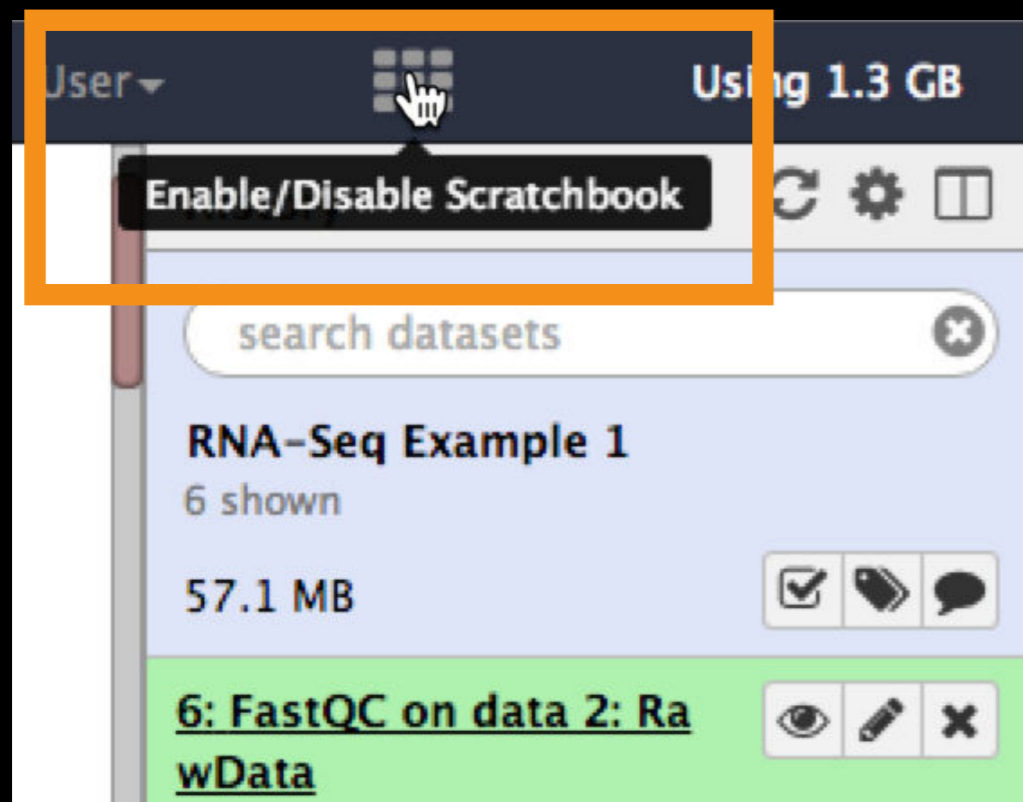 User
Using 1.3 GB
Enable/Disable Scratchbook
search datasets
RNA-Seq Example 1
6 shown
57.1 MB
6: FastQC on data 2: Ra
wData